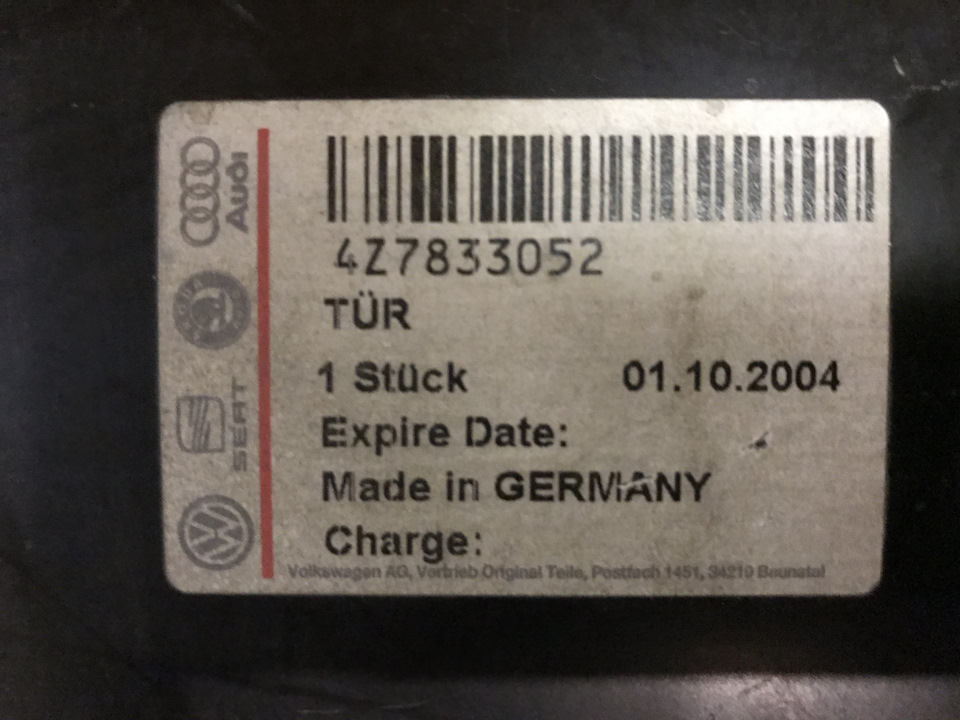 4Z7833052
TÜR
1 Stück 01.10.2004
Expire Date:
Made in GERMANY
Charge:
Volkswagen AG, Vertrieb Original Teile, Postfach 1451, 34219 Baunatal
Audi
SKODA
SEAT